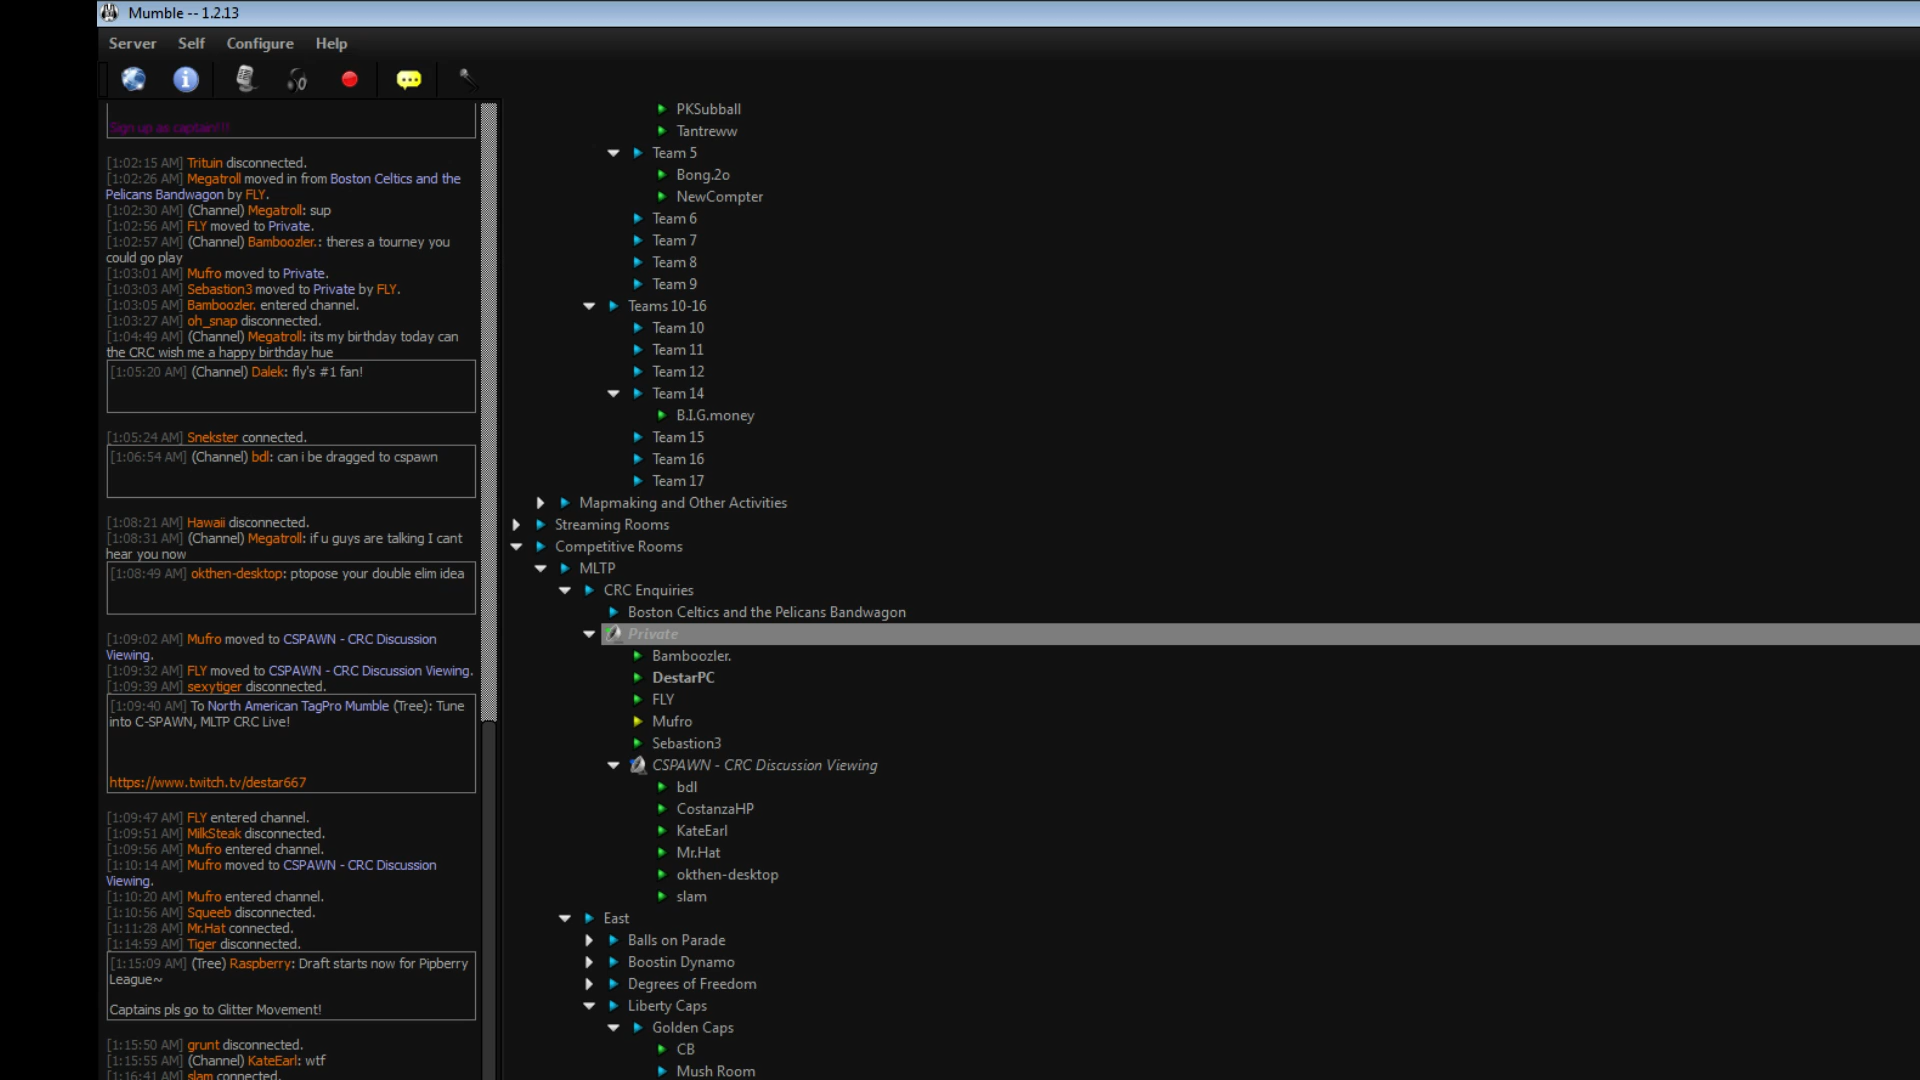 Mumble -- 1.2.13
Server Self Configure Help
Sign up as captain!!!
[1:02:15 AM] Trituin disconnected.
[1:02:26 AM] Megatroll moved in from Boston Celtics and the
Pelicans Bandwagon by FLY.
[1:02:30 AM] (Channel) Megatroll: sup
[1:02:56 AM] FLY moved to Private.
[1:02:57 AM] (Channel) Bamboozler.: theres a tourney you
could go play
[1:03:01 AM] Mufro moved to Private.
[1:03:03 AM] Sebastion3 moved to Private by FLY.
[1:03:05 AM] Bamboozler. entered channel.
[1:03:27 AM] oh_snap disconnected.
[1:04:49 AM] (Channel) Megatroll: its my birthday today can
the CRC wish me a happy birthday hue
[1:05:20 AM] (Channel) Dalek: fly's #1 fan!
[1:05:24 AM] Snekster connected.
[1:06:54 AM] (Channel) bdl: can i be dragged to cspawn
[1:08:21 AM] Hawaii disconnected.
[1:08:31 AM] (Channel) Megatroll: if u guys are talking I cant
hear you now
[1:08:49 AM] okthen-desktop: ptopose your double elim idea
[1:09:02 AM] Mufro moved to CSPAWN - CRC Discussion
Viewing.
[1:09:32 AM] FLY moved to CSPAWN - CRC Discussion Viewing.
[1:09:39 AM] sexytiger disconnected.
[1:09:40 AM] To North American TagPro Mumble (Tree): Tune
into C-SPAWN, MLTP CRC Live!
https://www.twitch.tv/destar667
[1:09:47 AM] FLY entered channel.
[1:09:51 AM] MilkSteak disconnected.
[1:09:56 AM] Mufro entered channel.
[1:10:14 AM] Mufro moved to CSPAWN - CRC Discussion
Viewing.
[1:10:20 AM] Mufro entered channel.
[1:10:56 AM] Squeeb disconnected.
[1:11:28 AM] Mr.Hat connected.
[1:14:59 AM] Tiger disconnected.
[1:15:09 AM] (Tree) Raspberry: Draft starts now for Pipberry
League~
Captains pls go to Glitter Movement!
[1:15:50 AM] grunt disconnected.
[1:15:55 AM] (Channel) KateEarl: wtf
[1:16:41 AM] slam connected.
PKSubball
Tantreww
Team 5
Bong.2o
NewCompter
Team 6
Team 7
Team 8
Team 9
Teams 10-16
Team 10
Team 11
Team 12
Team 14
B.I.G.money
Team 15
Team 16
Team 17
Mapmaking and Other Activities
Streaming Rooms
Competitive Rooms
MLTP
CRC Enquiries
Boston Celtics and the Pelicans Bandwagon
Private
Bamboozler.
DestarPC
FLY
Mufro
Sebastion3
CSPAWN - CRC Discussion Viewing
bdl
CostanzaHP
KateEarl
Mr.Hat
okthen-desktop
slam
East
Balls on Parade
Boostin Dynamo
Degrees of Freedom
Liberty Caps
Golden Caps
CB
Mush Room